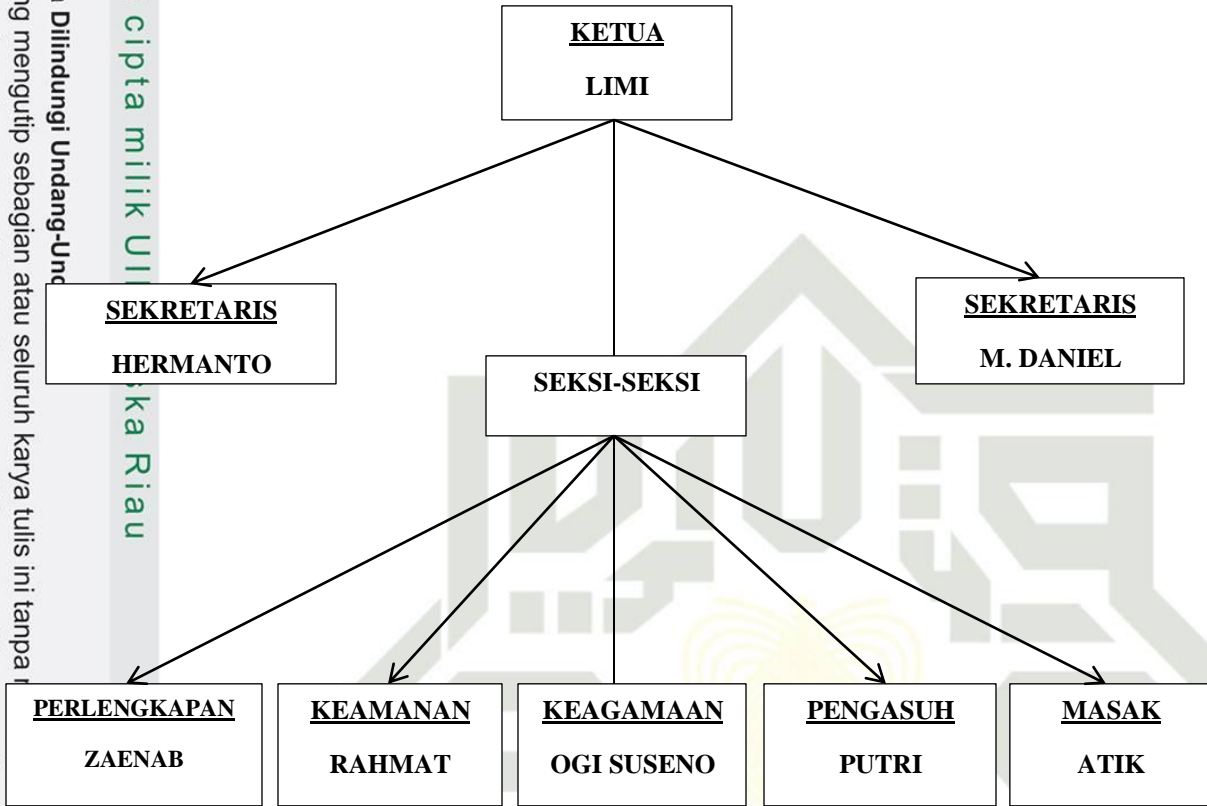 cipta milik UI
ska Riau
Dilindungi Undang-Und
mengutip sebagian atau seluruh karya tulis ini tanpa
KETUA
LIMI
SEKRETARIS
HERMANTO
SEKRETARIS
M. DANIEL
SEKSI-SEKSI
PERLENGKAPAN
ZAENAB
KEAMANAN
RAHMAT
KEAGAMAAN
OGI SUSENO
PENGASUH
PUTRI
MASAK
ATIK